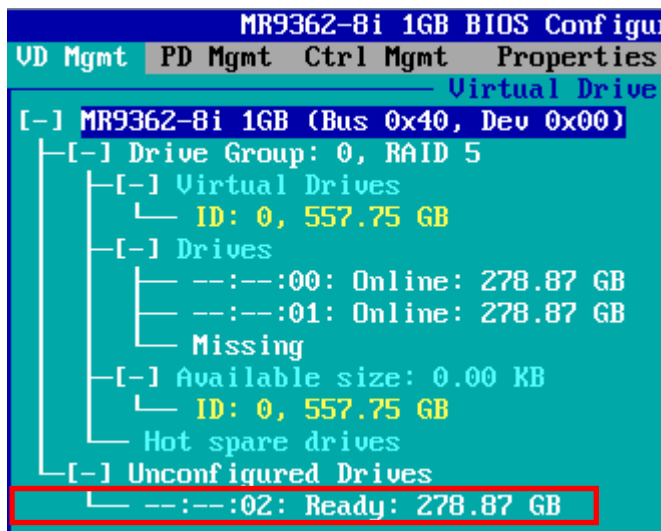 MR9362-8i 1GB BIOS Configu
VD Mgmt PD Mgmt Ctrl Mgmt Properties
Virtual Drive
[-] MR9362-8i 1GB (Bus 0x40, Dev 0x00)
[-] Drive Group: 0, RAID 5
[-] Virtual Drives
ID: 0, 557.75 GB
[-] Drives
--:--:00: Online: 278.87 GB
--:--:01: Online: 278.87 GB
Missing
[-] Available size: 0.00 KB
ID: 0, 557.75 GB
Hot spare drives
[-] Unconfigured Drives
--:--:02: Ready: 278.87 GB